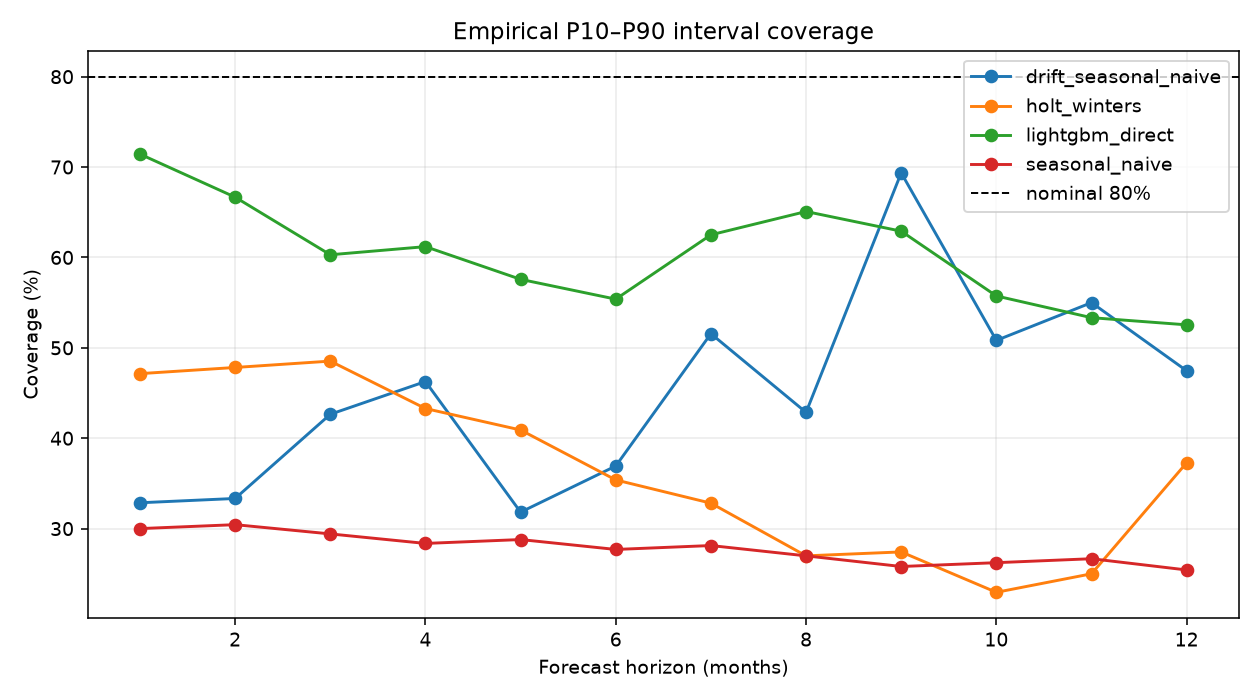 Empirical P10–P90 interval coverage
drift_seasonal_naive
holt_winters
lightgbm_direct
seasonal_naive
nominal 80%
Coverage (%)
80
70
60
50
40
30
2 4 6 8 10 12
Forecast horizon (months)